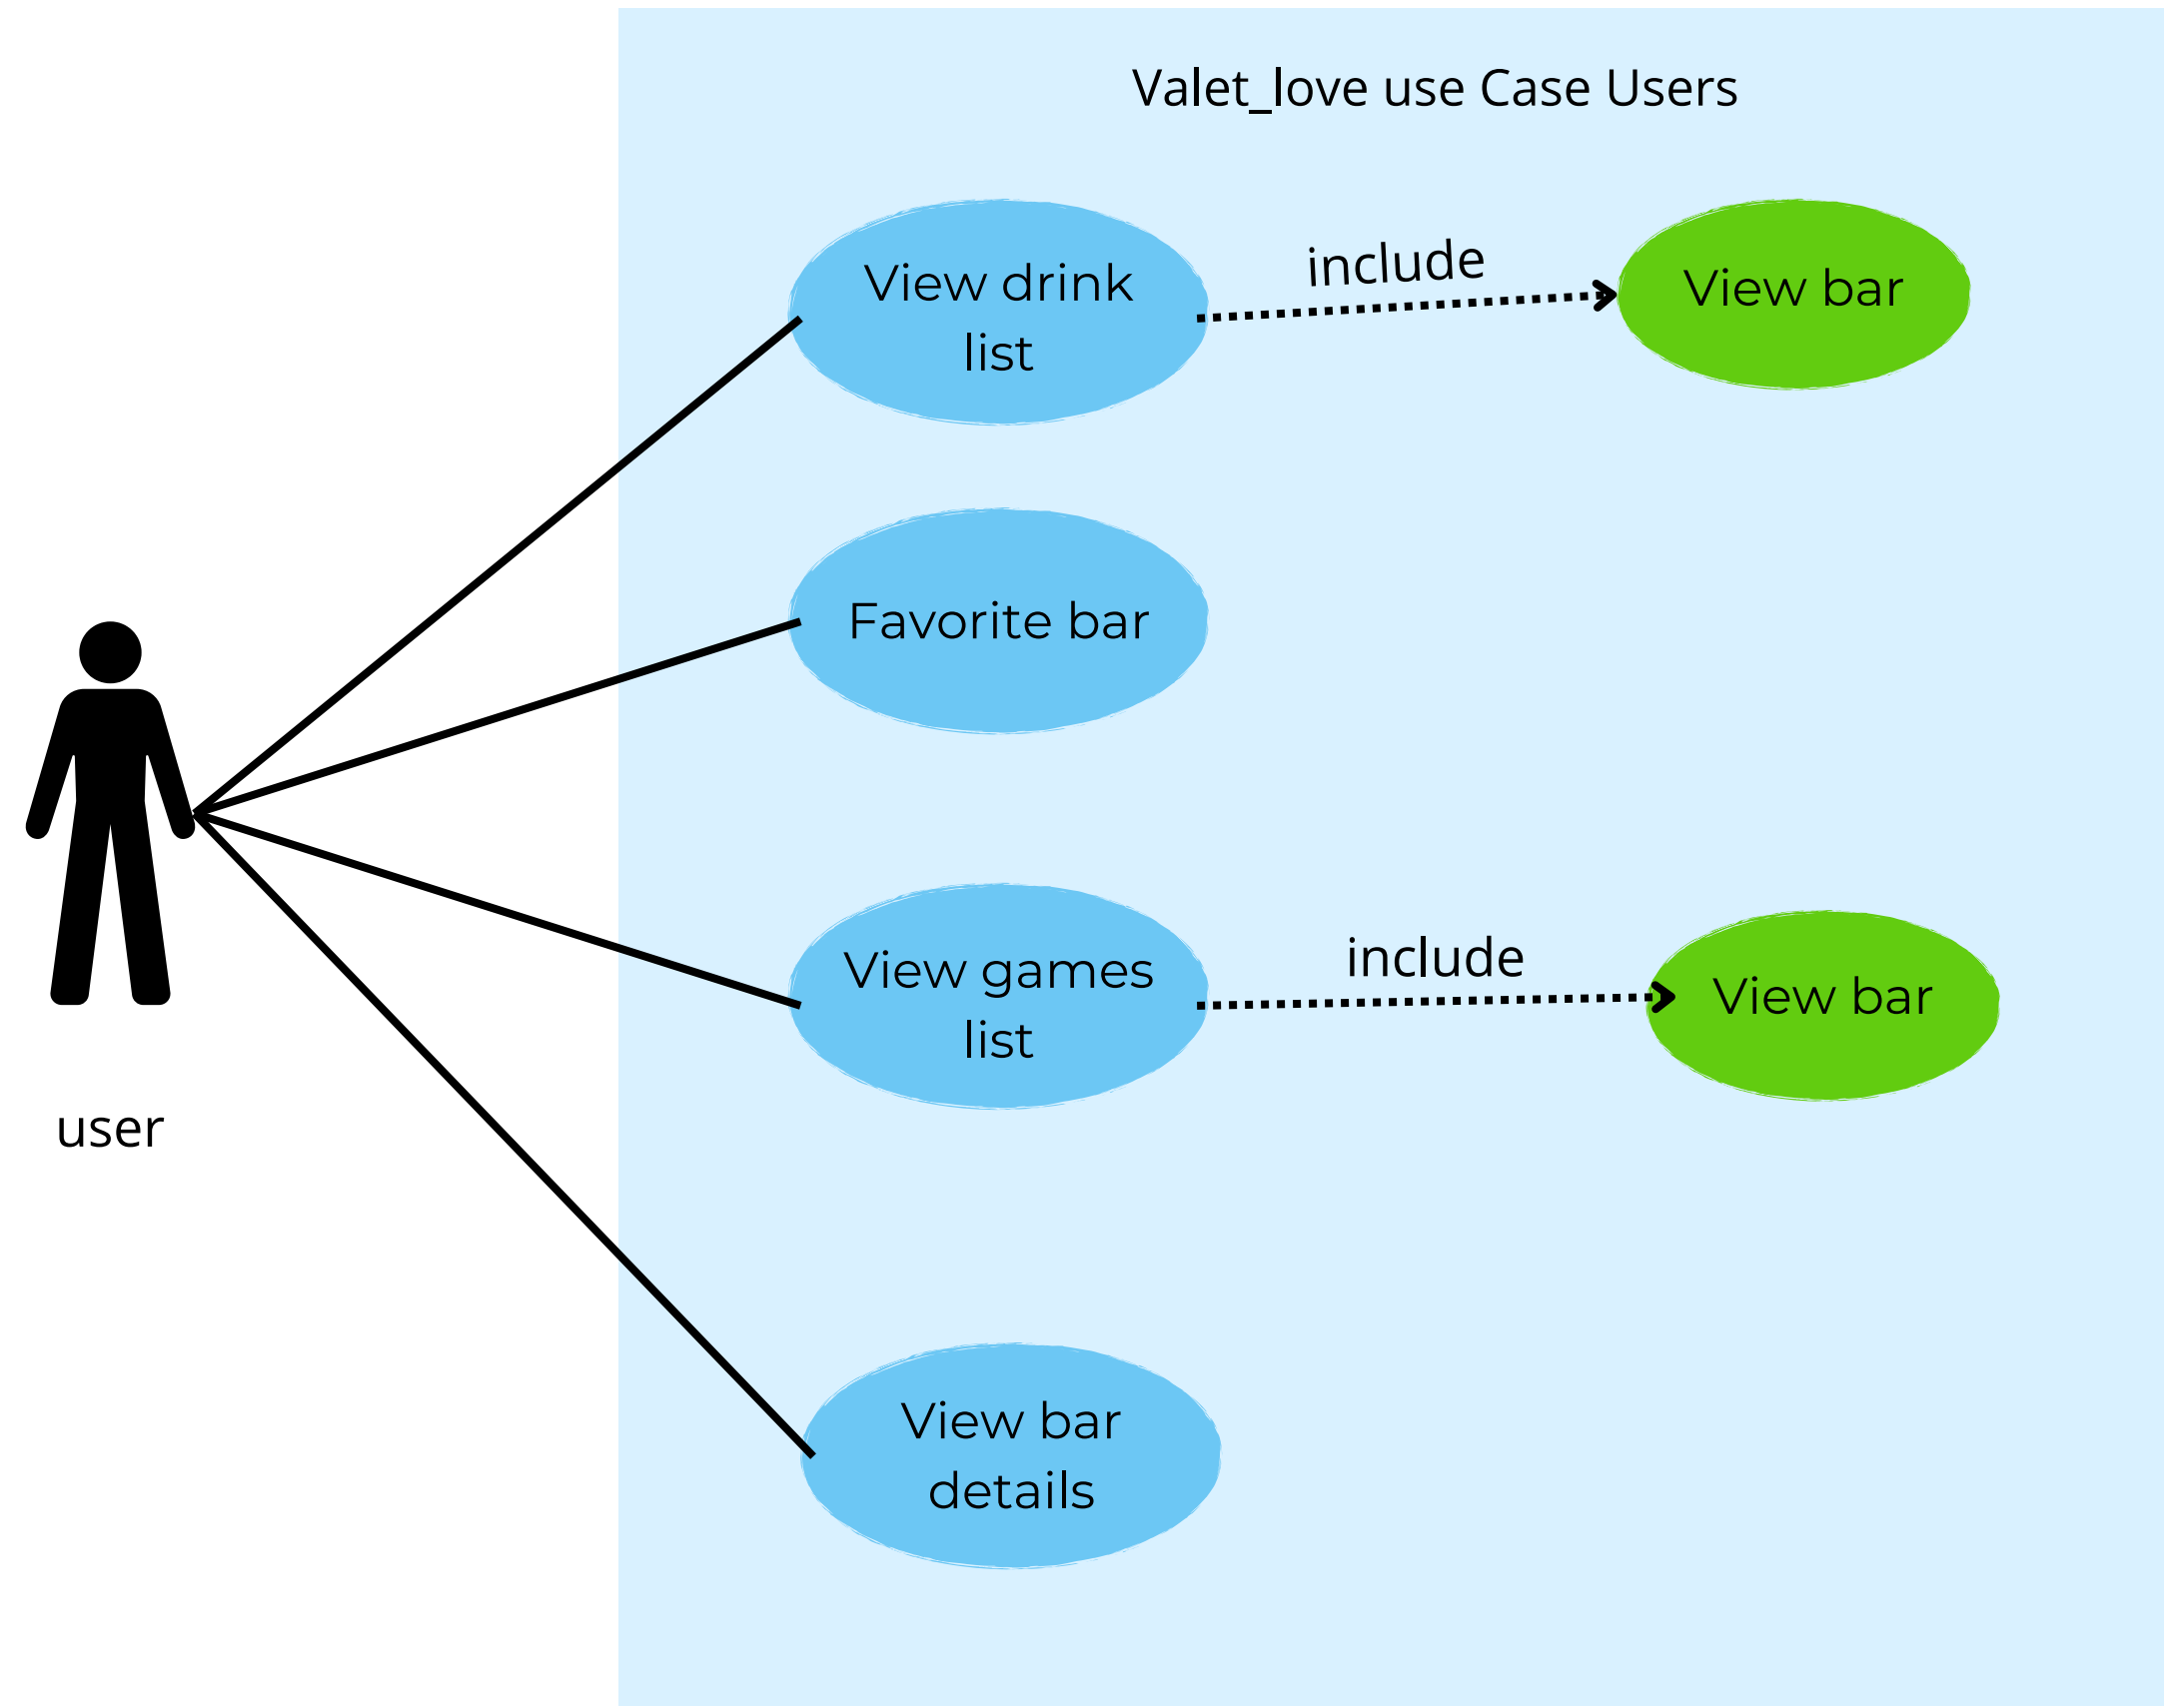 Valet_love use Case Users
View drink
list
include
View bar
Favorite bar
View games
list
include
View bar
user
View bar
details